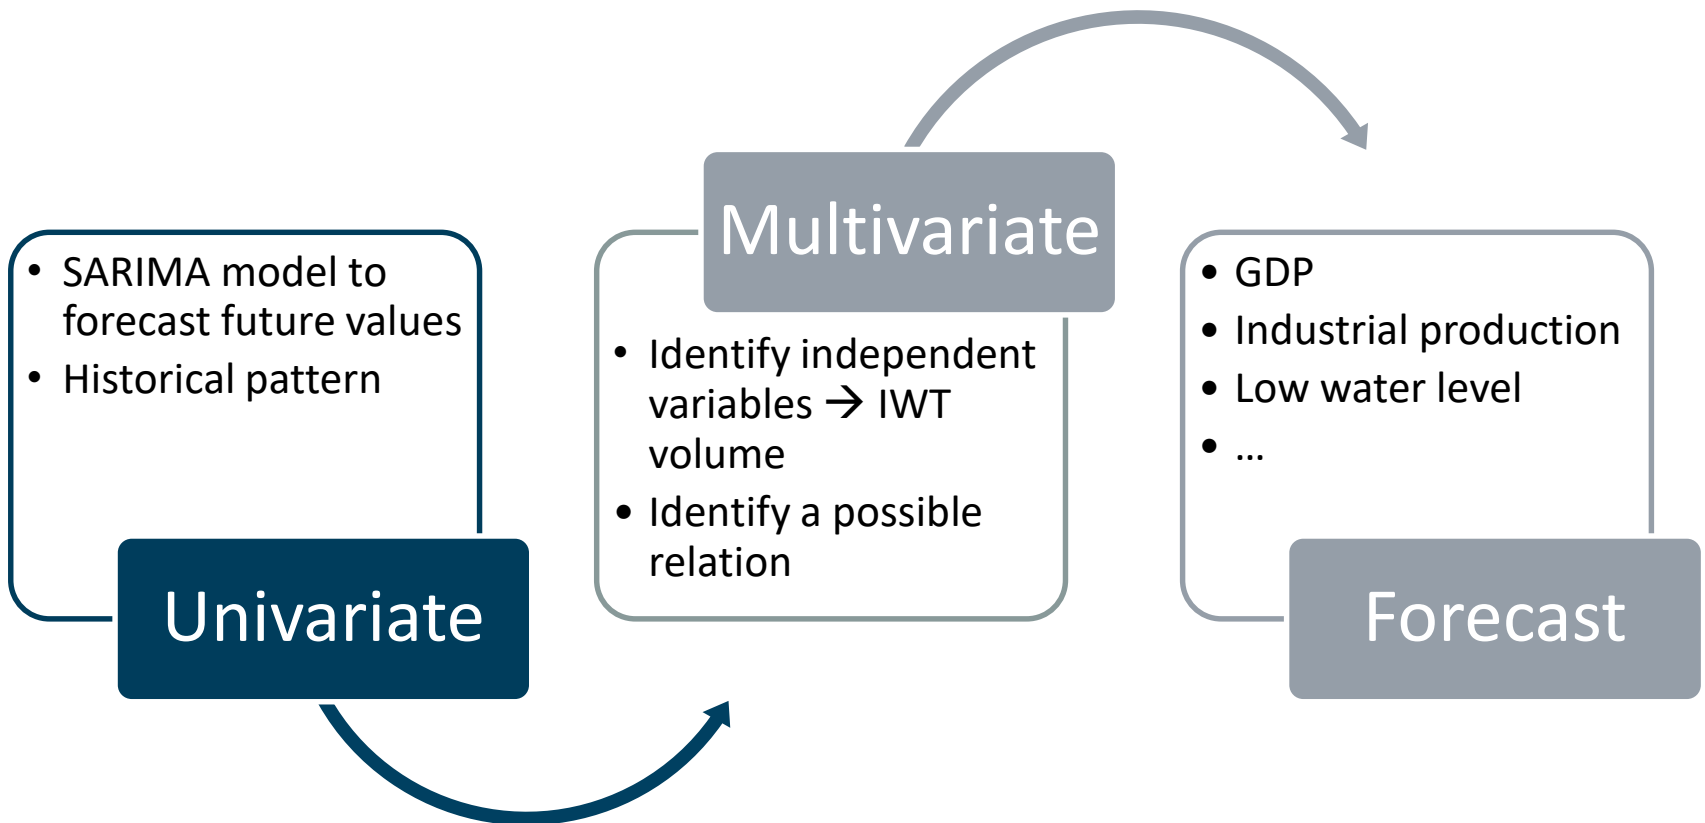 • SARIMA model to
forecast future values
• Historical pattern
Univariate
Multivariate
• Identify independent
variables → IWT
volume
• Identify a possible
relation
• GDP
• Industrial production
• Low water level
• ...
Forecast